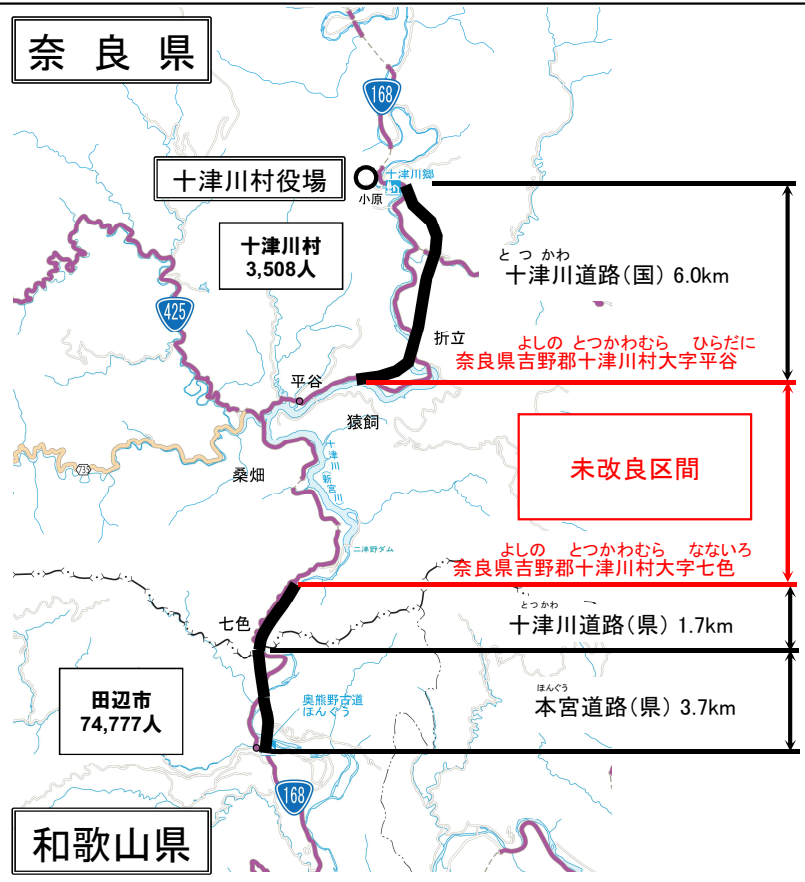 奈良県
168
十津川村役場
十津川郷
小原
十津川村
3,508人
とつかわ
十津川道路(国) 6.0km
425
折立
よしの とつかわむら ひらだに
奈良県吉野郡十津川村大字平谷
平谷
猿飼
十津川(新宮川)
735
桑畑
未改良区間
二津野ダム
よしの とつかわむら なないろ
奈良県吉野郡十津川村大字七色
七色
とつかわ
十津川道路(県) 1.7km
田辺市
74,777人
奥熊野古道
ほんぐう
ほんぐう
本宮道路(県) 3.7km
168
和歌山県